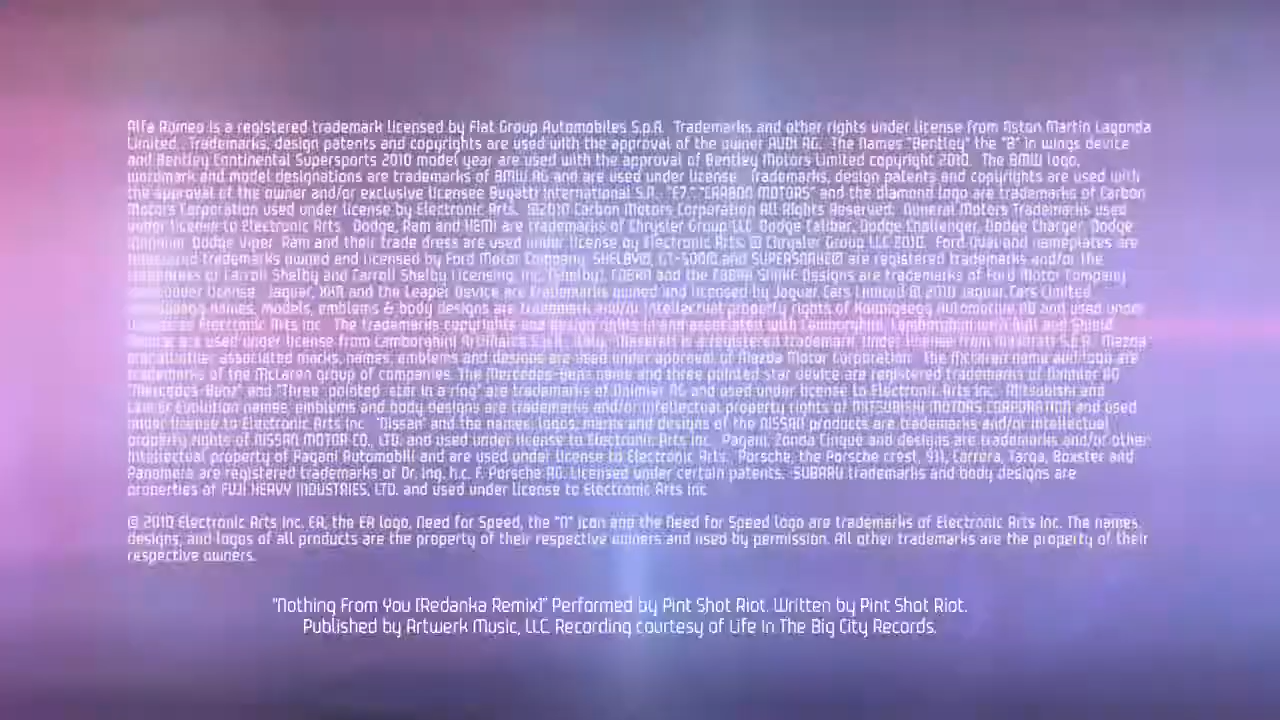 Alfa Romeo is a registered trademark licensed by Fiat Group Automobiles S.p.A. Trademarks and other rights under license from Aston Martin Lagonda
Limited. Trademarks, design patents and copyrights are used with the approval of the owner AUDI AG. The Names "Bentley" the "B" in wings device
and Bentley Continental Supersports 2010 model year are used with the approval of Bentley Motors Limited copyright 2010. The BMW logo,
wordmark and model designations are trademarks of BMW AG and are used under license. Trademarks, design patents and copyrights are used with
the approval of the owner and/or exclusive licensee Bugatti International S.A. "E7," "CARBON MOTORS" and the diamond logo are trademarks of Carbon
Motors Corporation used under license by Electronic Arts. ©2010 Carbon Motors Corporation All Rights Reserved. General Motors Trademarks used
under license to Electronic Arts. Dodge, Ram and HEMI are trademarks of Chrysler Group LLC. Dodge Caliber, Dodge Challenger, Dodge Charger, Dodge
Dodge Viper, Ram and their trade dress are used under license by Electronic Arts © Chrysler Group LLC 2010. Ford Oval and nameplates are
trademarks owned and licensed by Ford Motor Company. SHELBY®, GT-500® and SUPERSNAKE® are registered trademarks and/or the
of Carroll Shelby and Carroll Shelby Licensing, Inc. (Shelby). COBRA and the COBRA SNAKE Designs are trademarks of Ford Motor Company
under license. Jaguar, XKR and the Leaper Device are trademarks owned and licensed by Jaguar Cars Limited © 2010 Jaguar Cars Limited.
names, models, emblems & body designs are trademark and/or intellectual property rights of Koenigsegg Automotive AB and used under
Electronic Arts Inc. The trademarks copyrights and design rights in and associated with Lamborghini, Lamborghini with Bull and Shield
are used under license from Lamborghini ArtiMarca S.p.A., Italy. Maserati is a registered trademark under license from Maserati S.p.A. Mazda
and all other associated marks, names, emblems and designs are used under approval of Mazda Motor Corporation. The McLaren name and logo are
trademarks of the McLaren group of companies. The Mercedes-Benz name and three pointed star device are registered trademarks of Daimler AG
"Mercedes-Benz" and "Three pointed star in a ring" are trademarks of Daimler AG and used under license to Electronic Arts Inc. Mitsubishi and
Lancer Evolution names, emblems and body designs are trademarks and/or intellectual property rights of MITSUBISHI MOTORS CORPORATION and used
under license to Electronic Arts Inc. "Nissan" and the names, logos, marks and designs of the NISSAN products are trademarks and/or intellectual
property rights of NISSAN MOTOR CO., LTD. and used under license to Electronic Arts Inc. Pagani, Zonda Cinque and designs are trademarks and/or other
intellectual property of Pagani Automobili and are used under license to Electronic Arts. Porsche, the Porsche crest, 911, Carrera, Targa, Boxster and
Panamera are registered trademarks of Dr. Ing. h.c. F. Porsche AG. Licensed under certain patents. SUBARU trademarks and body designs are
properties of FUJI HEAVY INDUSTRIES, LTD. and used under license to Electronic Arts Inc
© 2010 Electronic Arts Inc. EA, the EA logo, Need for Speed, the "N" icon and the Need for Speed logo are trademarks of Electronic Arts Inc. The names,
designs, and logos of all products are the property of their respective owners and used by permission. All other trademarks are the property of their
respective owners.
"Nothing From You [Redanka Remix]" Performed by Pint Shot Riot. Written by Pint Shot Riot.
Published by Artwerk Music, LLC. Recording courtesy of Life In The Big City Records.